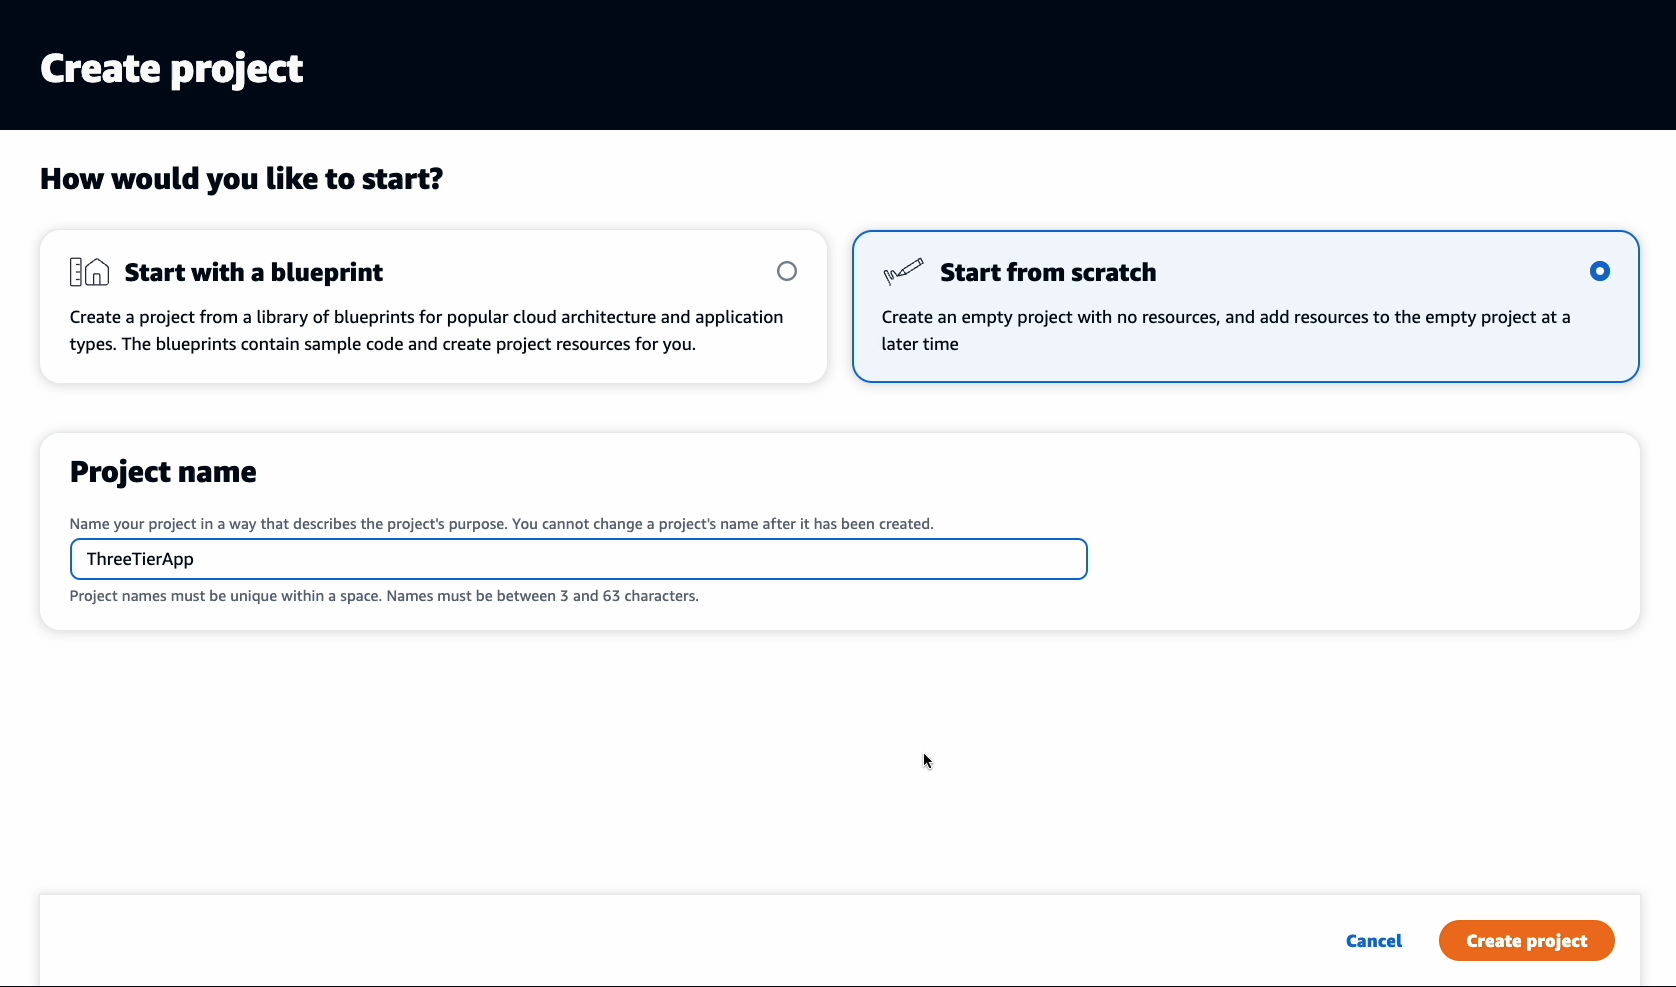 Create project
How would you like to start?
Start with a blueprint
Create a project from a library of blueprints for popular cloud architecture and application
types. The blueprints contain sample code and create project resources for you.
Start from scratch
Create an empty project with no resources, and add resources to the empty project at a
later time
Project name
Name your project in a way that describes the project's purpose. You cannot change a project's name after it has been created.
ThreeTierApp
Project names must be unique within a space. Names must be between 3 and 63 characters.
Cancel
Create project